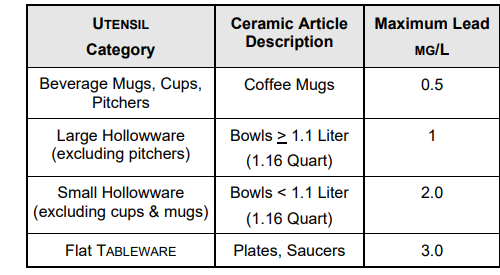 UTENSIL Category
Ceramic Article Description
Maximum Lead MG/L
Beverage Mugs, Cups, Pitchers
Coffee Mugs
0.5
Large Hollowware (excluding pitchers)
Bowls ≥ 1.1 Liter (1.16 Quart)
1
Small Hollowware (excluding cups & mugs)
Bowls < 1.1 Liter (1.16 Quart)
2.0
Flat TABLEWARE
Plates, Saucers
3.0